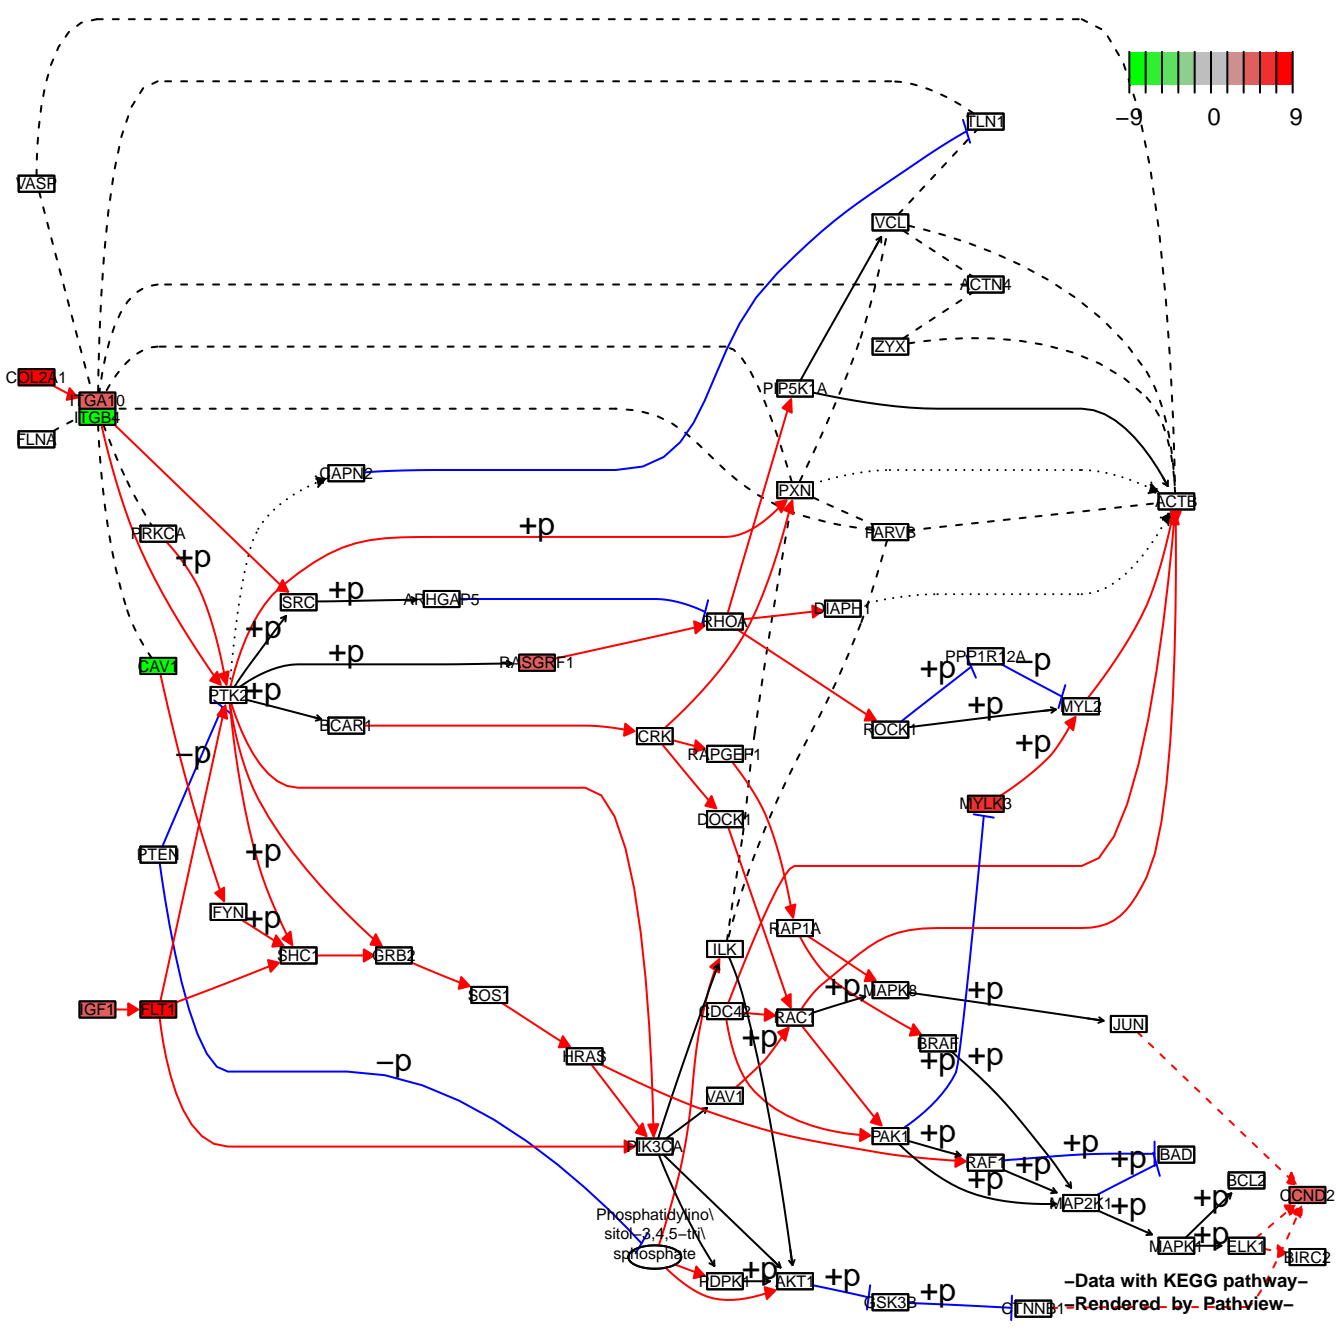 −9 0 9
TLN1
VASP
VCL
ACTN4
ZYX
COL2A1
PIP5K1A
ITGA10
ITGB4
FLNA
CAPN2
PXN
ACTB
+p
PRKCA
PARVB
+p
+p
SRC
ARHGAP5
DIAPH1
RHOA
+p
+p
PPP1R12A
−p
CAV1
RASGRF1
+p
PTK2
+p
+p
MYL2
BCAR1
ROCK1
CRK
+p
−p
RAPGEF1
MYLK3
DOCK1
PTEN
+p
FYN
+p
RAP1A
SHC1
GRB2
ILK
SOS1
+p
MAPK8
+p
IGF1
FLT1
CDC42
RAC1
JUN
+p
BRAF
HRAS
−p
+p
+p
VAV1
PAK1
+p
PIK3CA
+p
BAD
RAF1
+p
+p
+p
BCL2
MAP2K1
+p
+p
CCND2
Phosphatidylino\
sitol−3,4,5−tri\
sphosphate
MAPK1
+p
ELK1
BIRC2
PDPK1
+p
AKT1
+p
−Data with KEGG pathway−
GSK3B
+p
CTNNB1
−Rendered by Pathview−